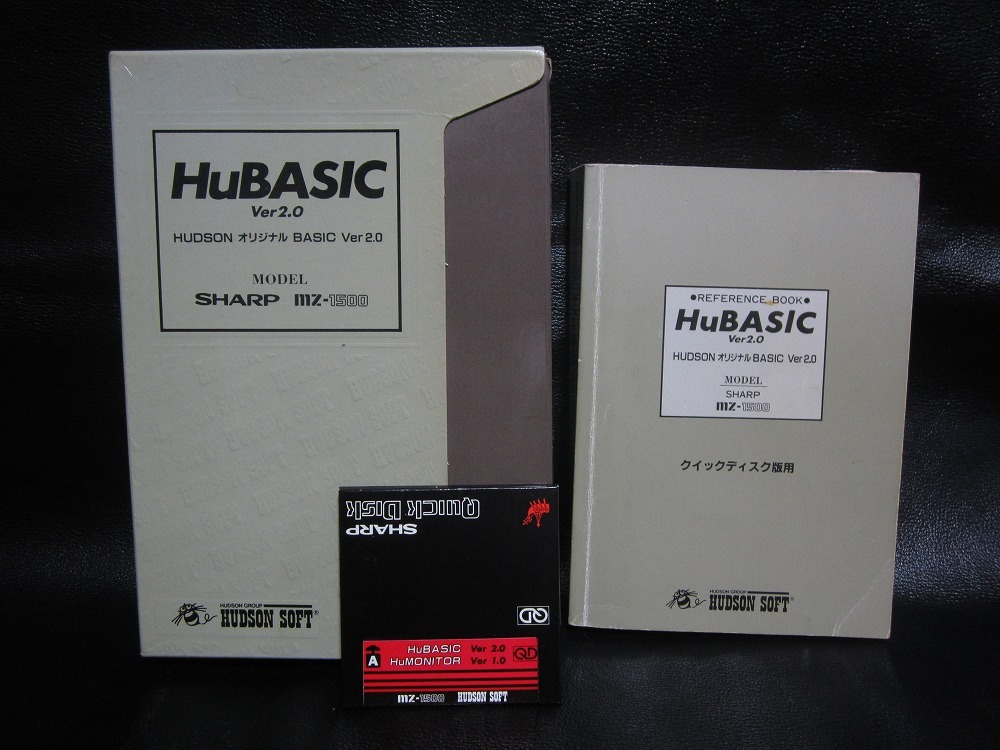 HuBASIC
Ver2.0
HUDSON オリジナル BASIC Ver2.0
MODEL
SHARP mz-1500
HUDSON GROUP
HUDSON SOFT®
●REFERENCE BOOK●
HuBASIC
Ver2.0
HUDSON オリジナル BASIC Ver2.0
MODEL
SHARP
mz-1500
クイックディスク版用
HUDSON GROUP
HUDSON SOFT®
SHARP
QUICK DISK
QD
A
HuBASIC Ver 2.0
HuMONITOR Ver 1.0
QD
mz-1500 HUDSON SOFT